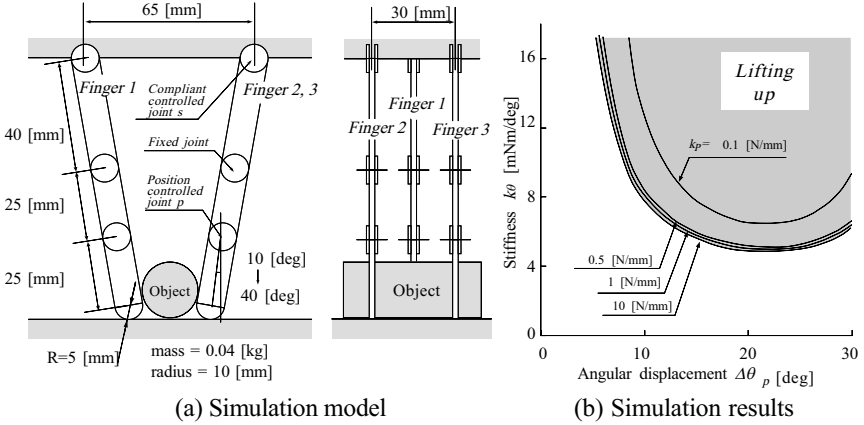 65 [mm]
Finger 1
Compliant
controlled
joint s
Finger 2, 3
40 [mm]
Fixed joint
25 [mm]
Position
controlled
joint p
25 [mm]
10 [deg]
40 [deg]
Object
R=5 [mm]
mass = 0.04 [kg]
radius = 10 [mm]
30 [mm]
Finger 1
Finger 2
Finger 3
Object
(a) Simulation model
Stiffness kθ [mNm/deg]
16
12
8
4
0
Lifting
up
kP= 0.1 [N/mm]
0.5 [N/mm]
1 [N/mm]
10 [N/mm]
0
10
20
30
Angular displacement Δθ p [deg]
(b) Simulation results